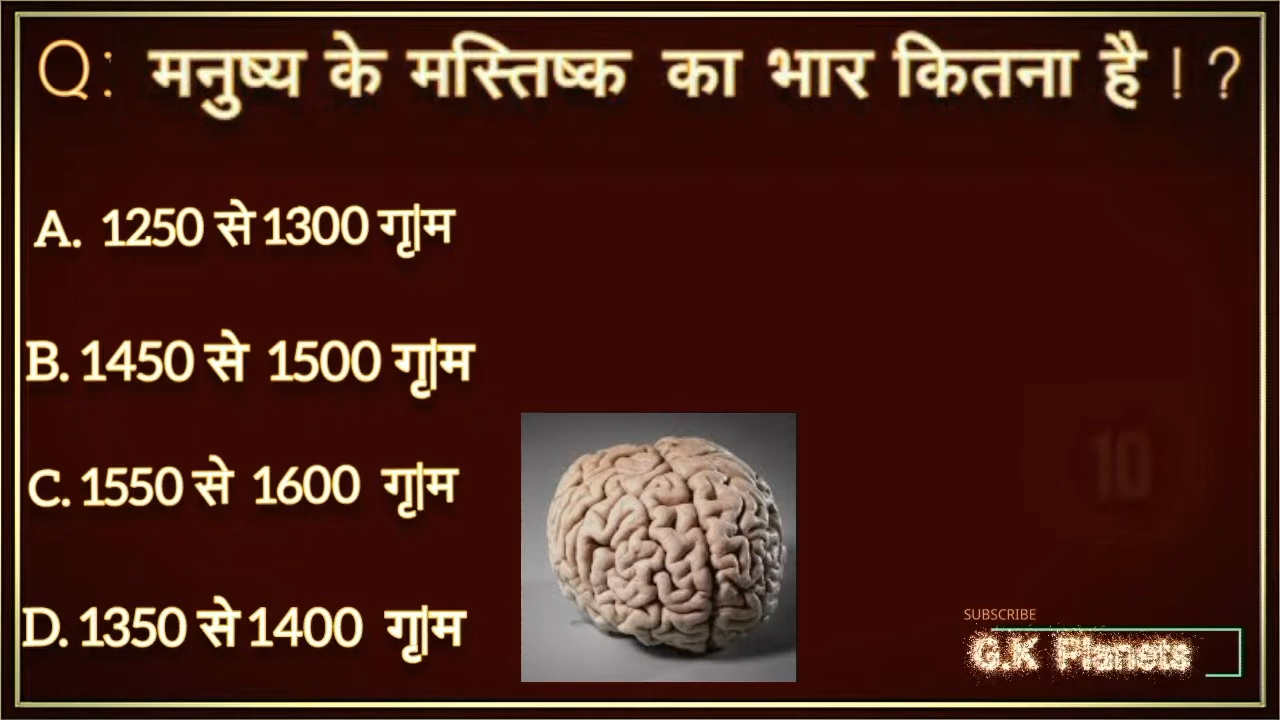 Q: मनुष्य के मस्तिष्क का भार कितना है ! ?
A. 1250 से 1300 गृाम
B. 1450 से 1500 गृाम
C. 1550 से 1600 गृाम
D. 1350 से 1400 गृाम
10
SUBSCRIBE
G.K Planets